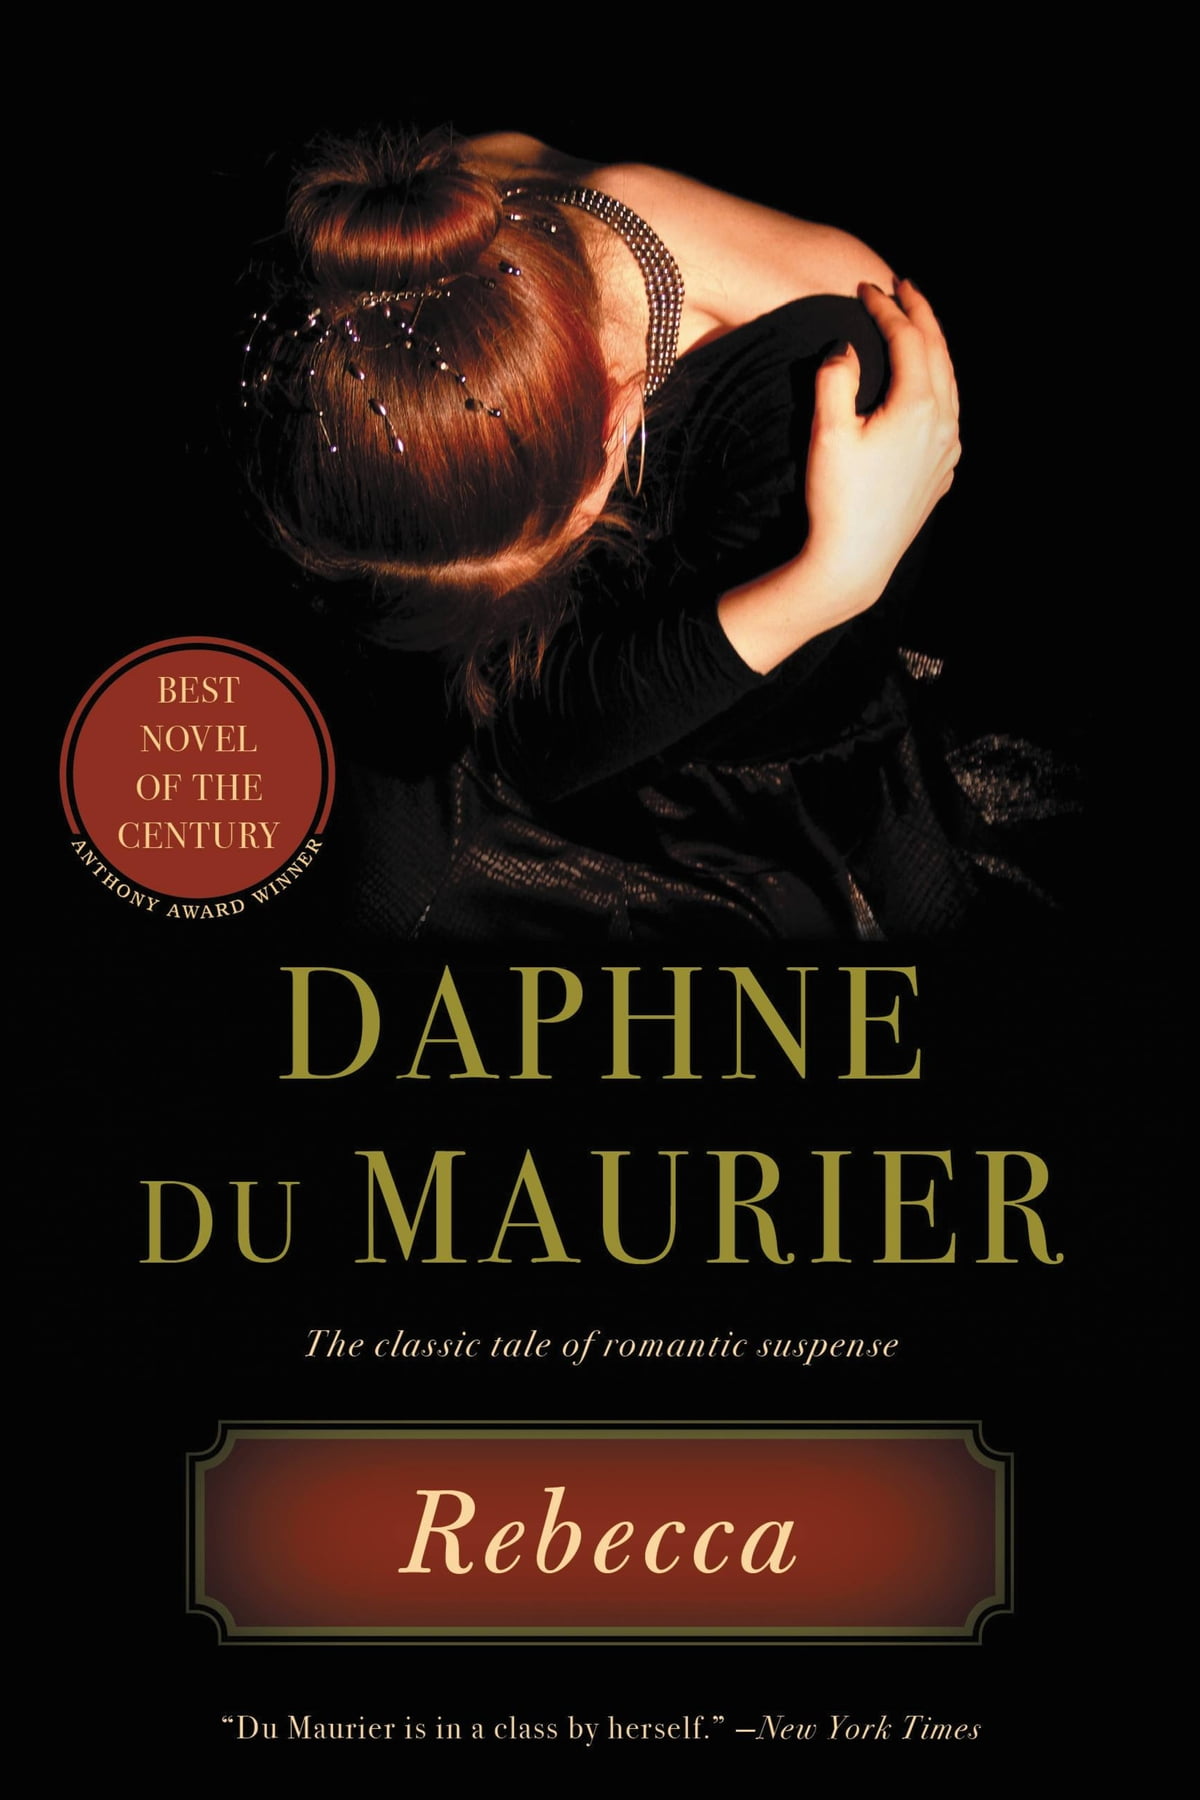 BEST
NOVEL
OF THE
CENTURY
ANTHONY AWARD WINNER
DAPHNE
DU MAURIER
The classic tale of romantic suspense
Rebecca
“Du Maurier is in a class by herself.” —New York Times